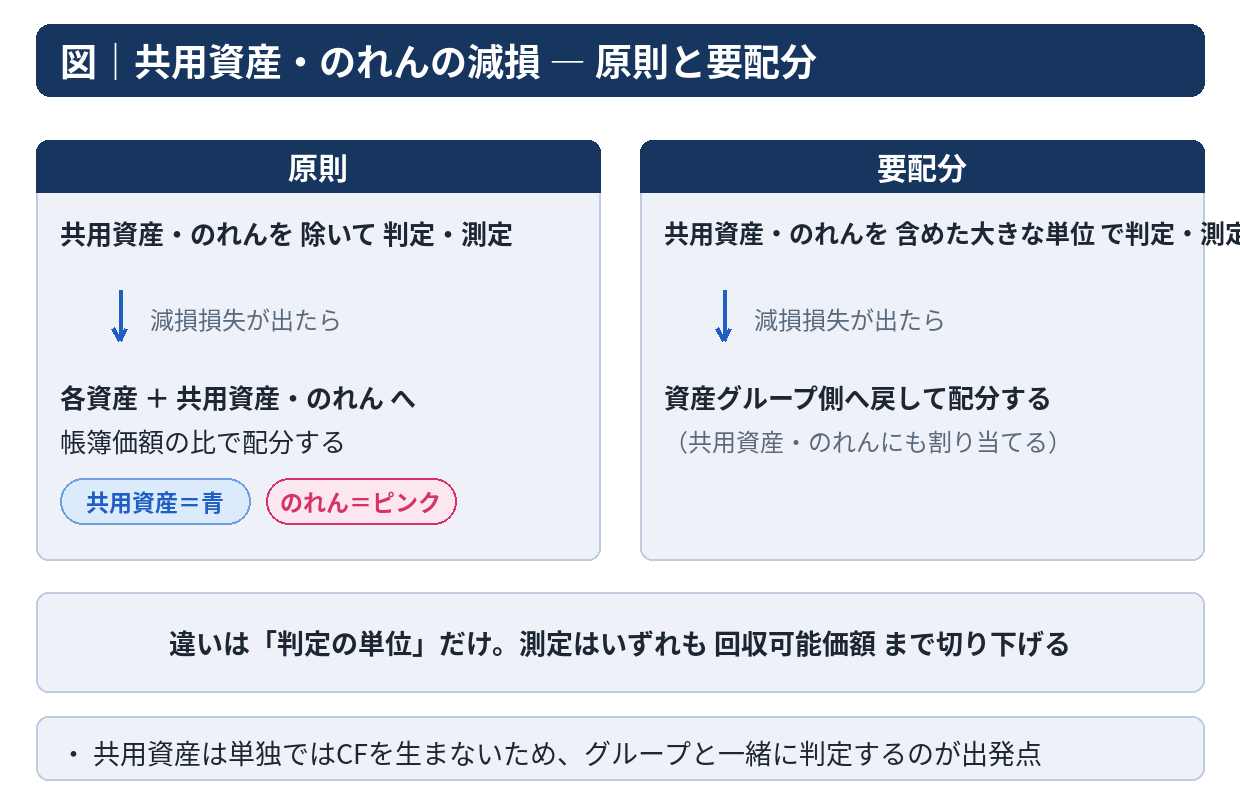 図｜共用資産・のれんの減損 ― 原則と要配分
原則
共用資産・のれんを 除いて 判定・測定
減損損失が出たら
各資産 ＋ 共用資産・のれん へ
帳簿価額の比で配分する
共用資産＝青
のれん＝ピンク
要配分
共用資産・のれんを 含めた大きな単位 で判定・測定
減損損失が出たら
資産グループ側へ戻して配分する
（共用資産・のれんにも割り当てる）
違いは「判定の単位」だけ。測定はいずれも 回収可能価額 まで切り下げる
・ 共用資産は単独ではCFを生まないため、グループと一緒に判定するのが出発点